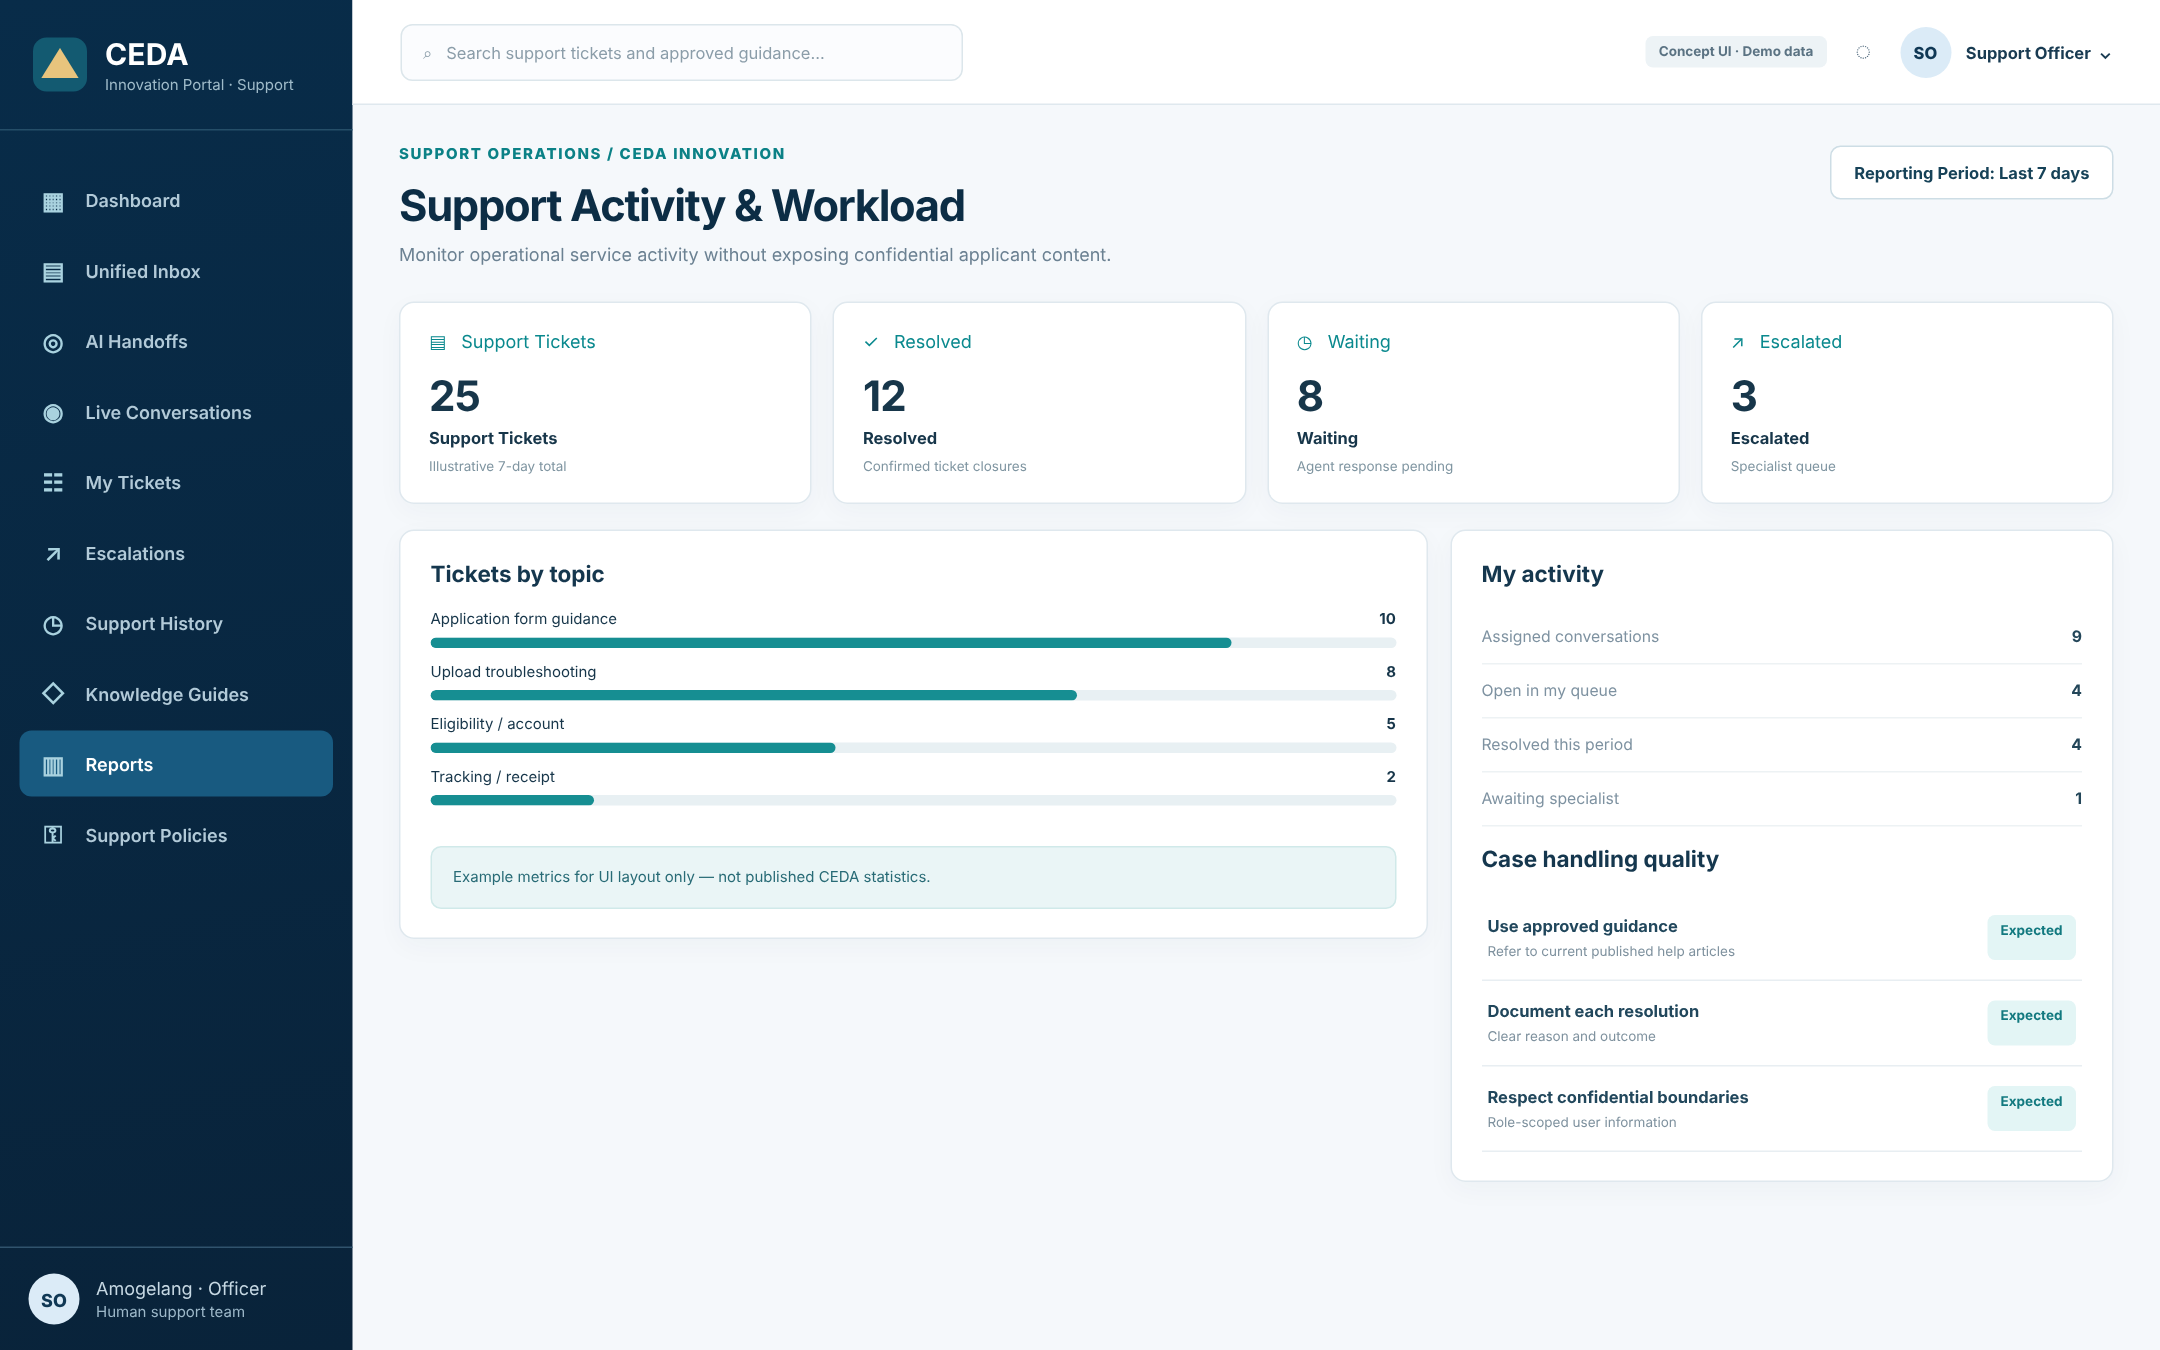 CEDA
Innovation Portal · Support
Dashboard
Unified Inbox
AI Handoffs
Live Conversations
My Tickets
Escalations
Support History
Knowledge Guides
Reports
Support Policies
SO
Amogelang · Officer
Human support team
Search support tickets and approved guidance...
Concept UI · Demo data
SO
Support Officer
SUPPORT OPERATIONS / CEDA INNOVATION
Support Activity & Workload
Monitor operational service activity without exposing confidential applicant content.
Reporting Period: Last 7 days
Support Tickets
25
Support Tickets
Illustrative 7-day total
Resolved
12
Resolved
Confirmed ticket closures
Waiting
8
Waiting
Agent response pending
Escalated
3
Escalated
Specialist queue
Tickets by topic
Application form guidance 10
Upload troubleshooting 8
Eligibility / account 5
Tracking / receipt 2
Example metrics for UI layout only — not published CEDA statistics.
My activity
Assigned conversations 9
Open in my queue 4
Resolved this period 4
Awaiting specialist 1
Case handling quality
Use approved guidance
Refer to current published help articles
Expected
Document each resolution
Clear reason and outcome
Expected
Respect confidential boundaries
Role-scoped user information
Expected